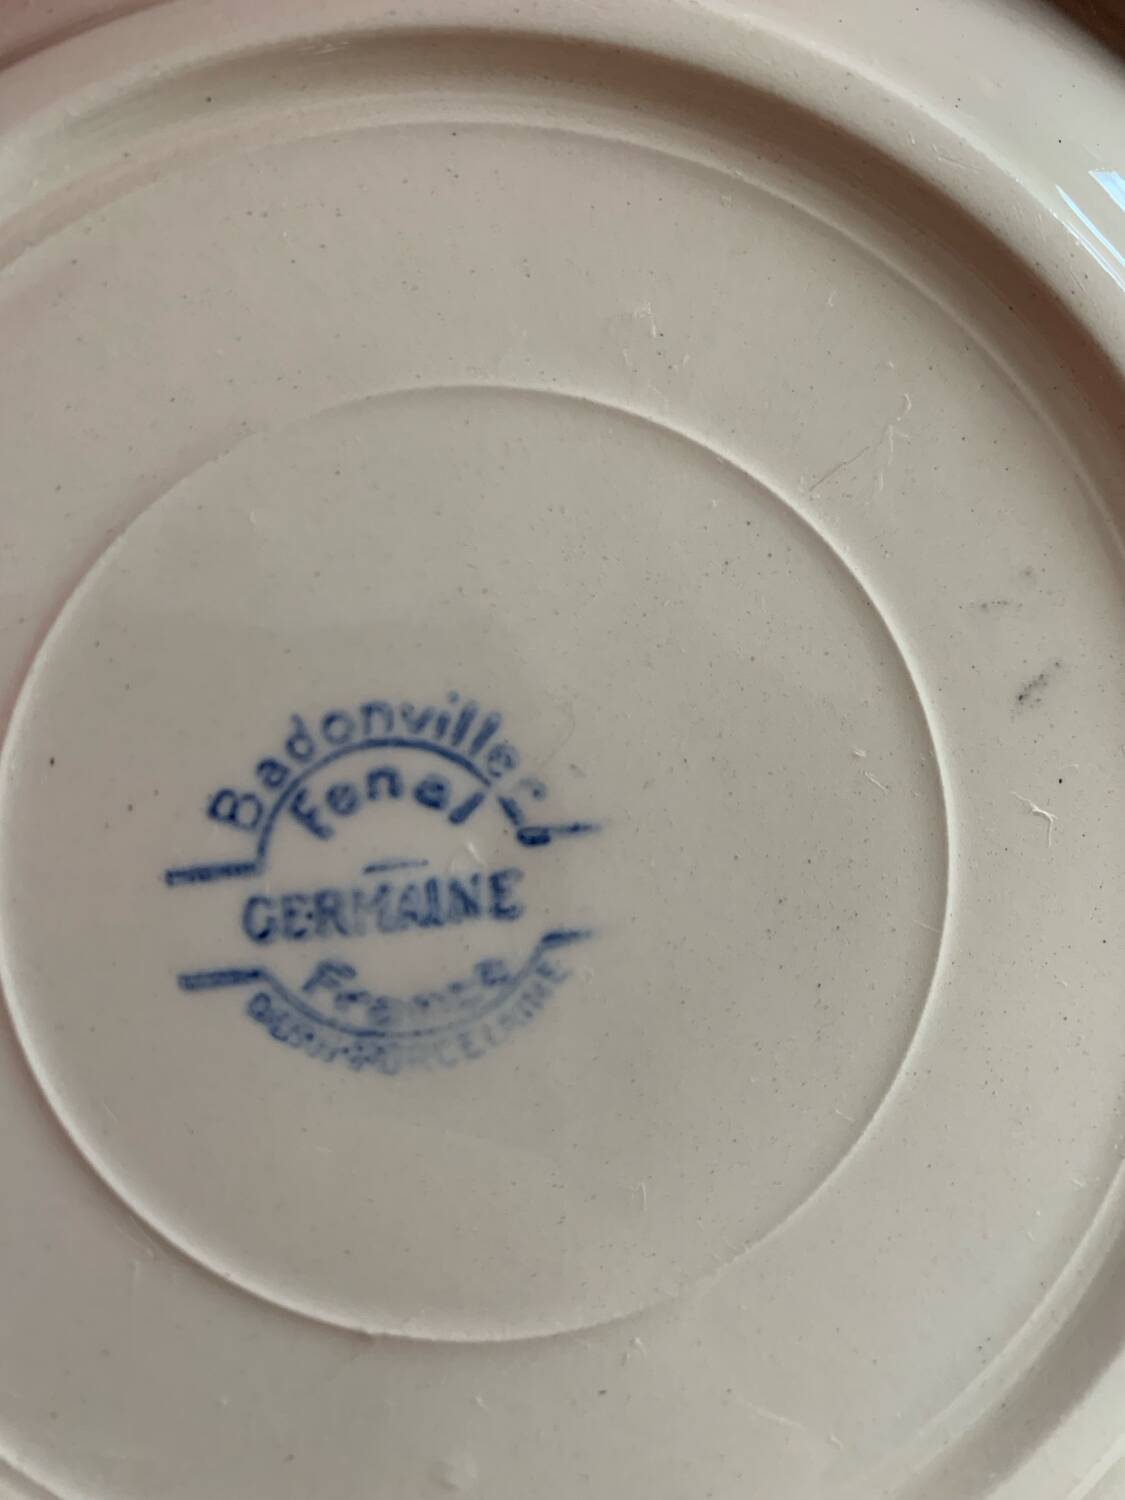 Badonviller
Fenal
GERMAINE
France
DEMI-PORCELAINE